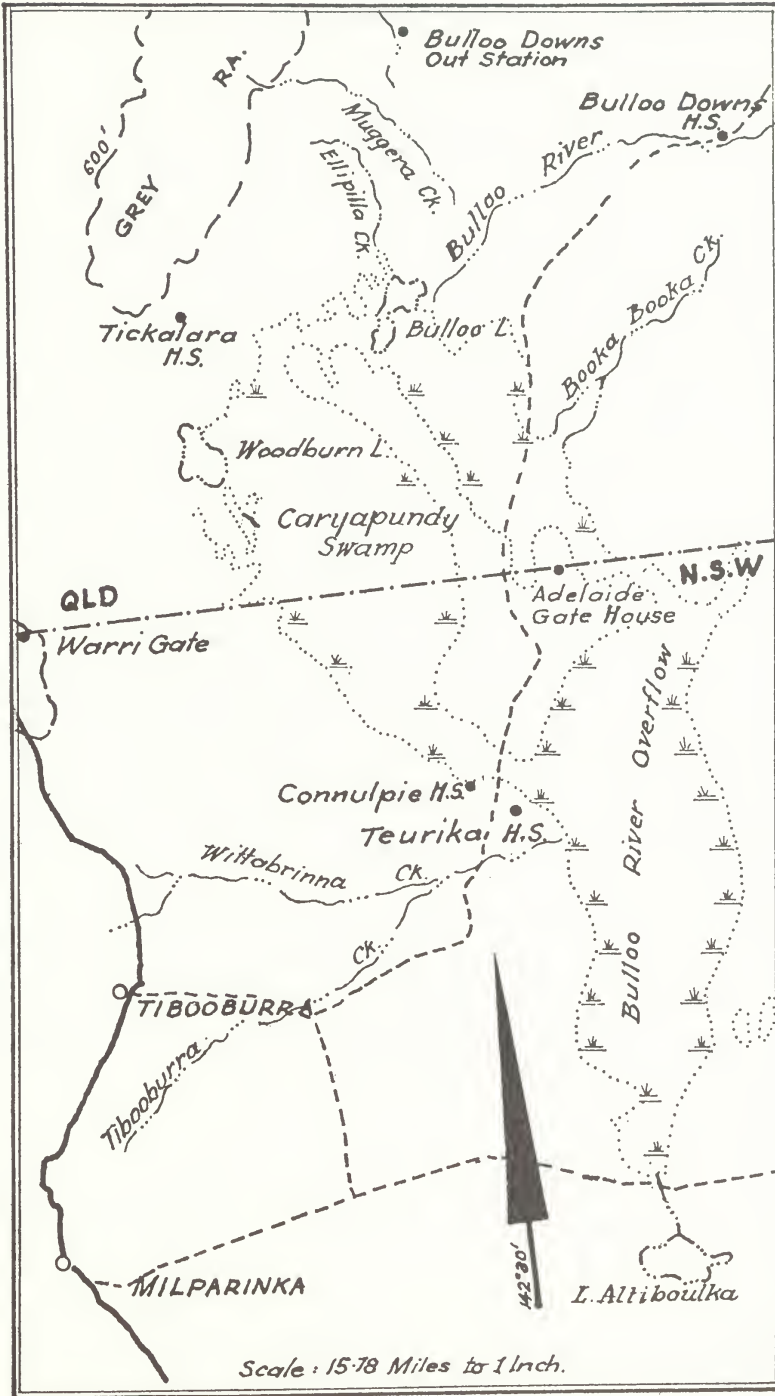 Bulloo Downs
Out Station
RA.
Bulloo Downs
H.S.
600'
GREY
Muggera Ck.
Ellipilla Ck.
Bulloo River
Booka Booka Ck.
Tickalara
H.S.
Bulloo L.
Woodburn L.
Caryapundy
Swamp
QLD
N.S.W
Adelaide
Gate House
Warri Gate
Connulpie H.S.
Teurika H.S.
Bulloo River Overflow
Wittabrinna Ck.
Ck.
TIBOOBURRA
Tibooburra
142°30'
MILPARINKA
L. Altiboulka
Scale : 15·78 Miles to 1 Inch.